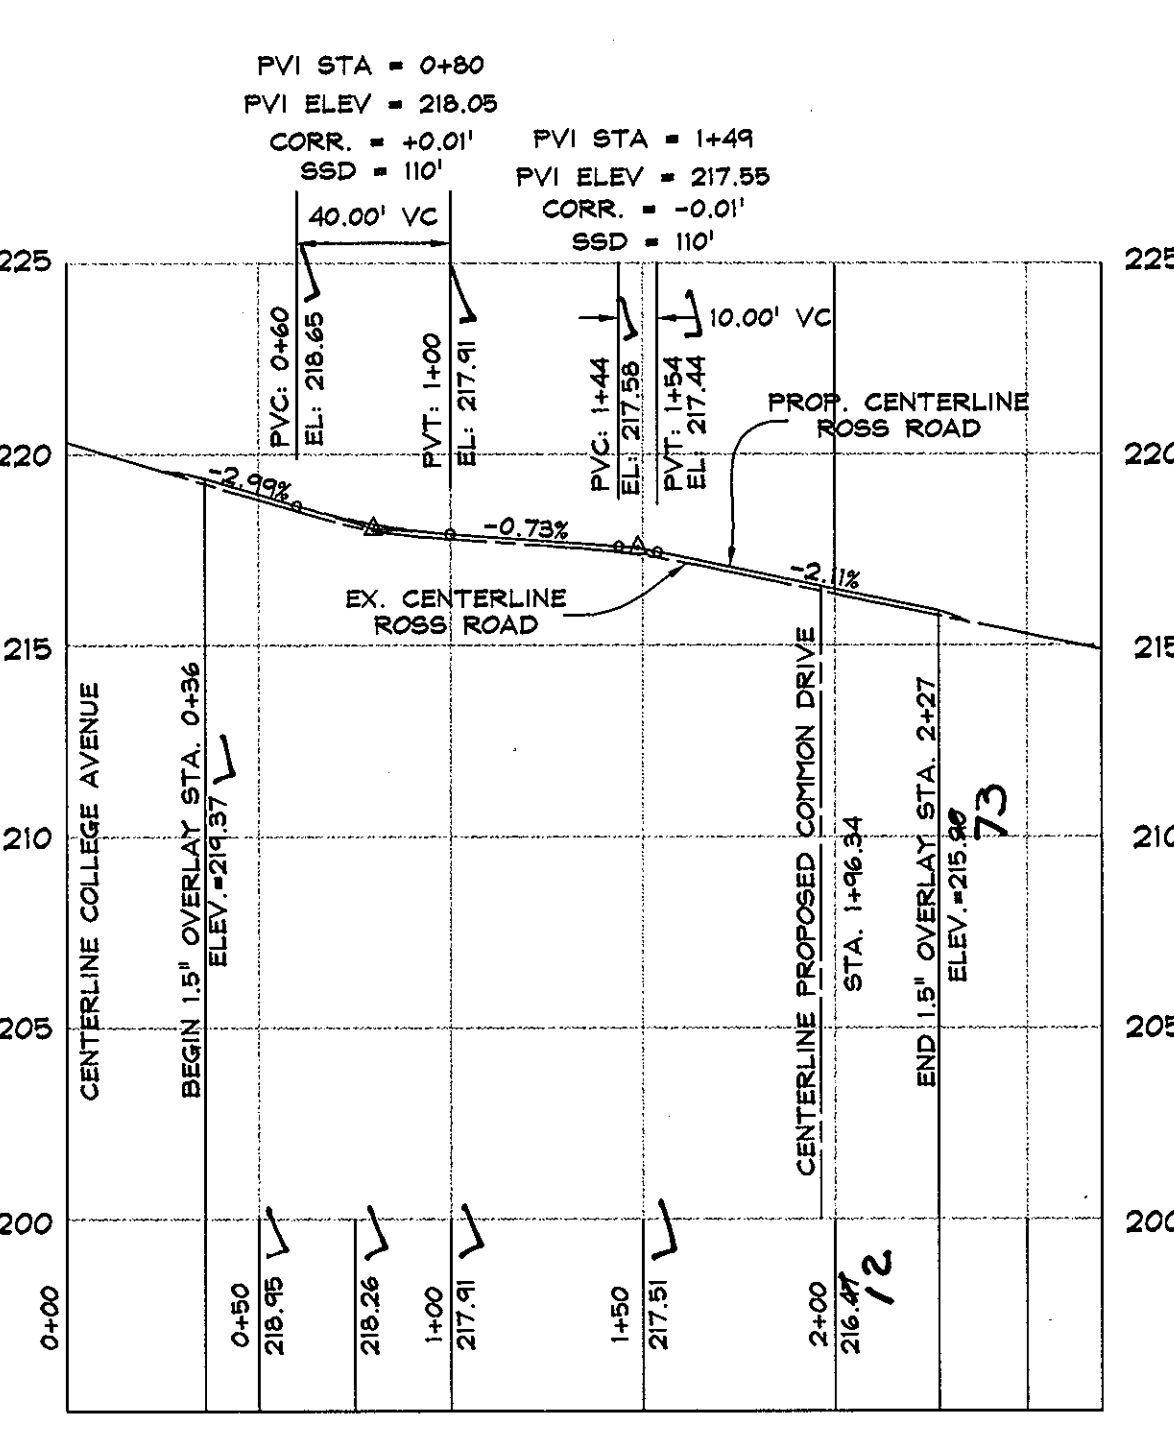 PVI STA = 0+80
PVI ELEV = 218.05
CORR. = +0.01'
SSD = 110'
40.00' VC
PVI STA = 1+49
PVI ELEV = 217.55
CORR. = -0.01'
SSD = 110'
10.00' VC
225
225
220
220
215
215
210
210
205
205
200
200
PVC: 0+60
EL: 218.65
PVT: 1+00
EL: 217.91
PVC: 1+44
EL: 217.58
PVT: 1+54
EL: 217.44
PROP. CENTERLINE
ROSS ROAD
-2.99%
-0.73%
-2.11%
EX. CENTERLINE
ROSS ROAD
CENTERLINE COLLEGE AVENUE
BEGIN 1.5" OVERLAY STA. 0+36
ELEV.=219.37
CENTERLINE PROPOSED COMMON DRIVE
STA. 1+96.34
END 1.5" OVERLAY STA. 2+27
ELEV.=215.
73
0+00
0+50
218.95
218.26
1+00
217.91
1+50
217.51
2+00
216.47
12